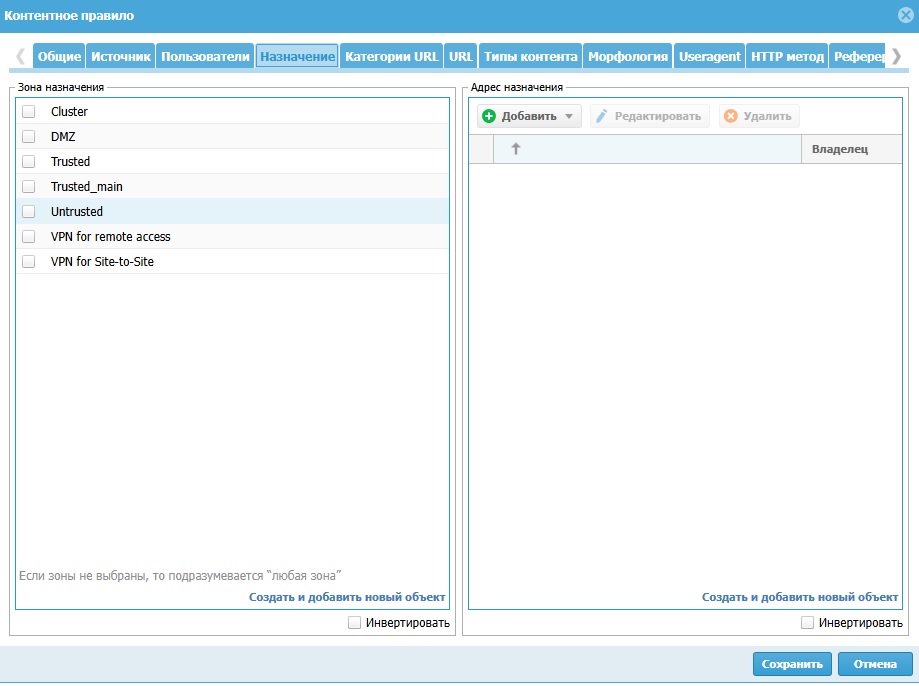 Контентное правило
Общие Источник Пользователи Назначение Категории URL URL Типы контента Морфология Useragent HTTP метод Рефере
Зона назначения
Cluster
DMZ
Trusted
Trusted_main
Untrusted
VPN for remote access
VPN for Site-to-Site
Если зоны не выбраны, то подразумевается "любая зона"
Создать и добавить новый объект
Инвертировать
Адрес назначения
Добавить Редактировать Удалить
Владелец
Создать и добавить новый объект
Инвертировать
Сохранить Отмена